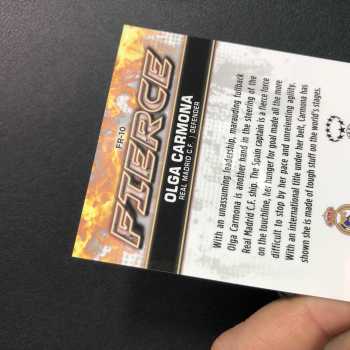 FR-10
FIERCE
OLGA CARMONA
REAL MADRID C.F. | DEFENDER
With an unassuming leadership, marauding fullback
Olga Carmona is another hand in the steering of the
Real Madrid C.F. ship. The Spain captain is a fierce force
on the touchline, her hunger for goal made all the more
difficult to stop by her pace and unrelenting agility.
With an international title under her belt, Carmona has
shown she is made of tough stuff on the world's stages.